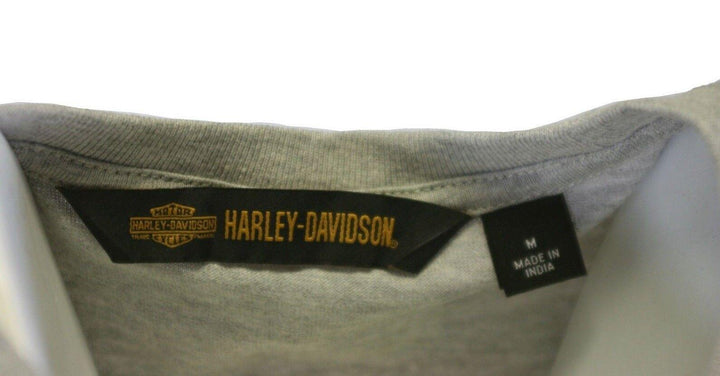 MOTOR
HARLEY-DAVIDSON
CYCLES
HARLEY-DAVIDSON®
M
MADE IN
INDIA